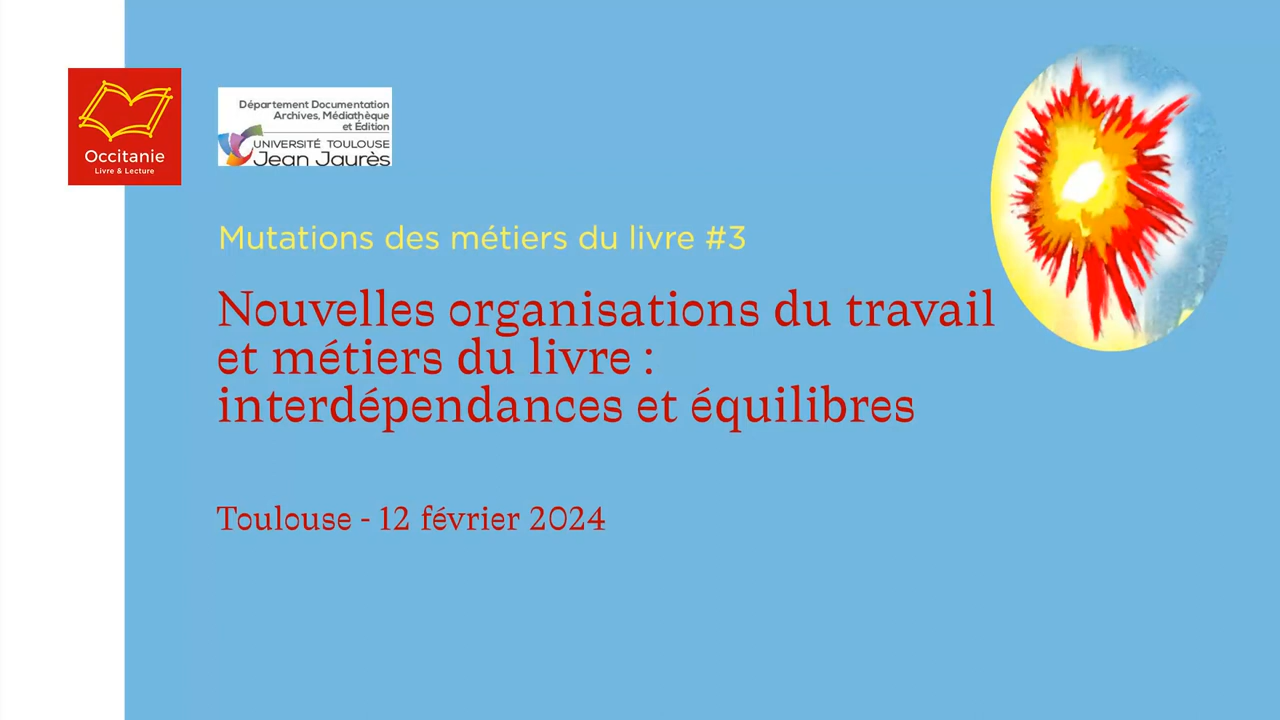 Occitanie
Livre & Lecture
Département Documentation
Archives, Médiathèque
et Édition
UNIVERSITÉ TOULOUSE
Jean Jaurès
Mutations des métiers du livre #3
Nouvelles organisations du travail
et métiers du livre :
interdépendances et équilibres
Toulouse - 12 février 2024